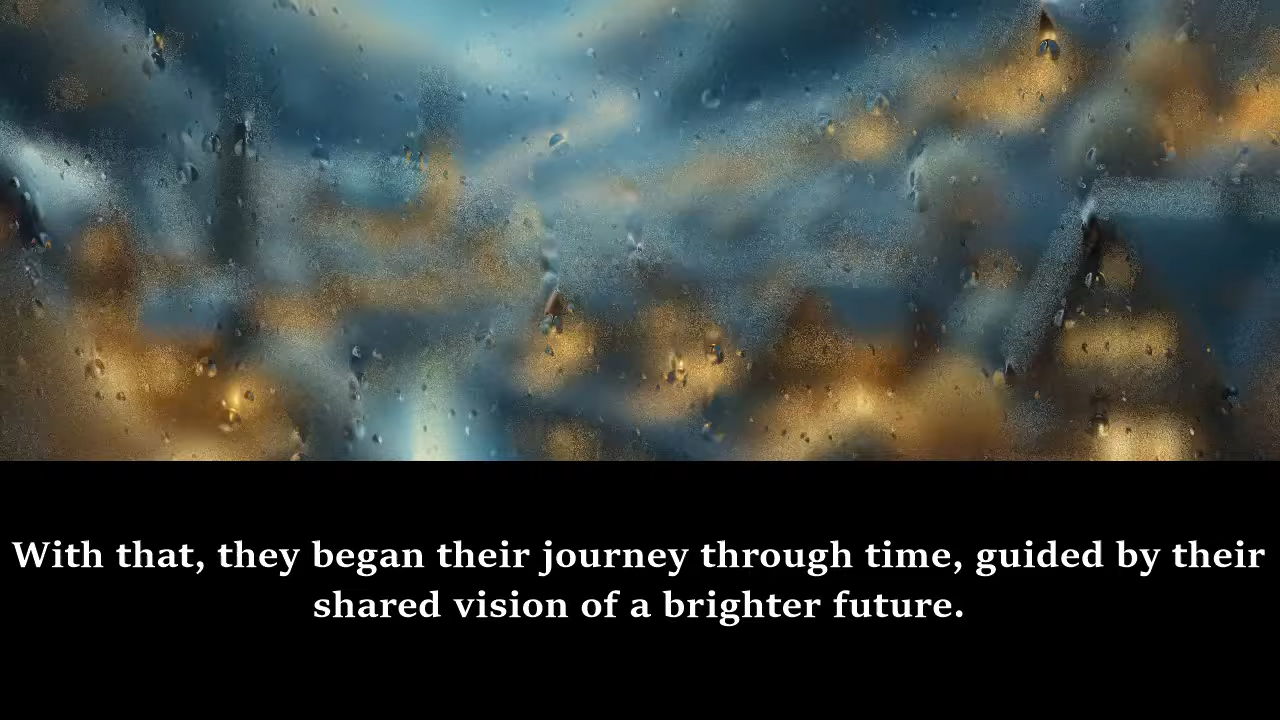 With that, they began their journey through time, guided by their
shared vision of a brighter future.